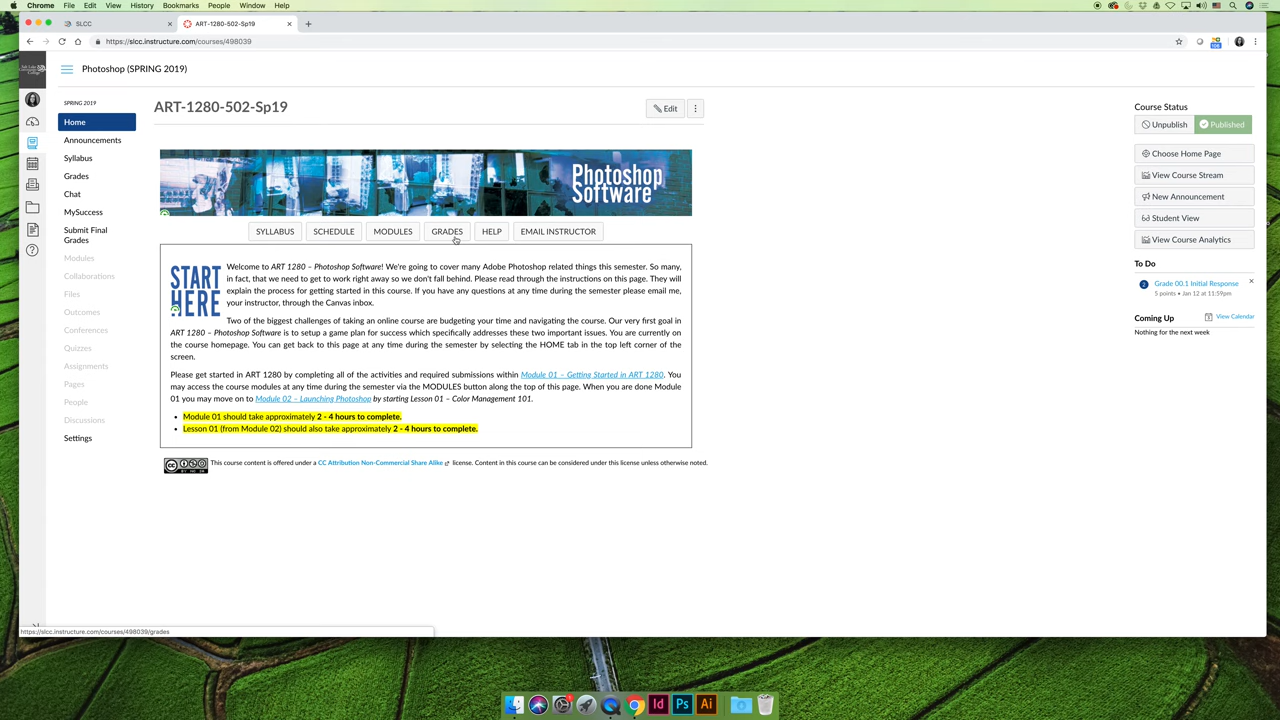 Chrome File Edit View History Bookmarks People Window Help
SLCC
ART-1280-502-Sp19
https://slcc.instructure.com/courses/498039
Photoshop (SPRING 2019)
SPRING 2019
Home
Announcements
Syllabus
Grades
Chat
MySuccess
Submit Final
Grades
Modules
Collaborations
Files
Outcomes
Conferences
Quizzes
Assignments
Pages
People
Discussions
Settings
ART-1280-502-Sp19
Edit
Photoshop
Software
SYLLABUS SCHEDULE MODULES GRADES HELP EMAIL INSTRUCTOR
START
HERE
Welcome to ART 1280 – Photoshop Software! We're going to cover many Adobe Photoshop related things this semester. So many,
in fact, that we need to get to work right away so we don't fall behind. Please read through the instructions on this page. They will
explain the process for getting started in this course. If you have any questions at any time during the semester please email me,
your instructor, through the Canvas inbox.
Two of the biggest challenges of taking an online course are budgeting your time and navigating the course. Our very first goal in
ART 1280 – Photoshop Software is to setup a game plan for success which specifically addresses these two important issues. You are currently on
the course homepage. You can get back to this page at any time during the semester by selecting the HOME tab in the top left corner of the
screen.
Please get started in ART 1280 by completing all of the activities and required submissions within Module 01 – Getting Started in ART 1280. You
may access the course modules at any time during the semester via the MODULES button along the top of this page. When you are done Module
01 you may move on to Module 02 – Launching Photoshop by starting Lesson 01 – Color Management 101.
• Module 01 should take approximately 2 - 4 hours to complete.
• Lesson 01 (from Module 02) should also take approximately 2 - 4 hours to complete.
This course content is offered under a CC Attribution Non-Commercial Share Alike license. Content in this course can be considered under this license unless otherwise noted.
Course Status
Unpublish Published
Choose Home Page
View Course Stream
New Announcement
Student View
View Course Analytics
To Do
2 Grade 00.1 Initial Response
5 points • Jan 12 at 11:59pm
Coming Up View Calendar
Nothing for the next week
https://slcc.instructure.com/courses/498039/grades
Id Ps Ai